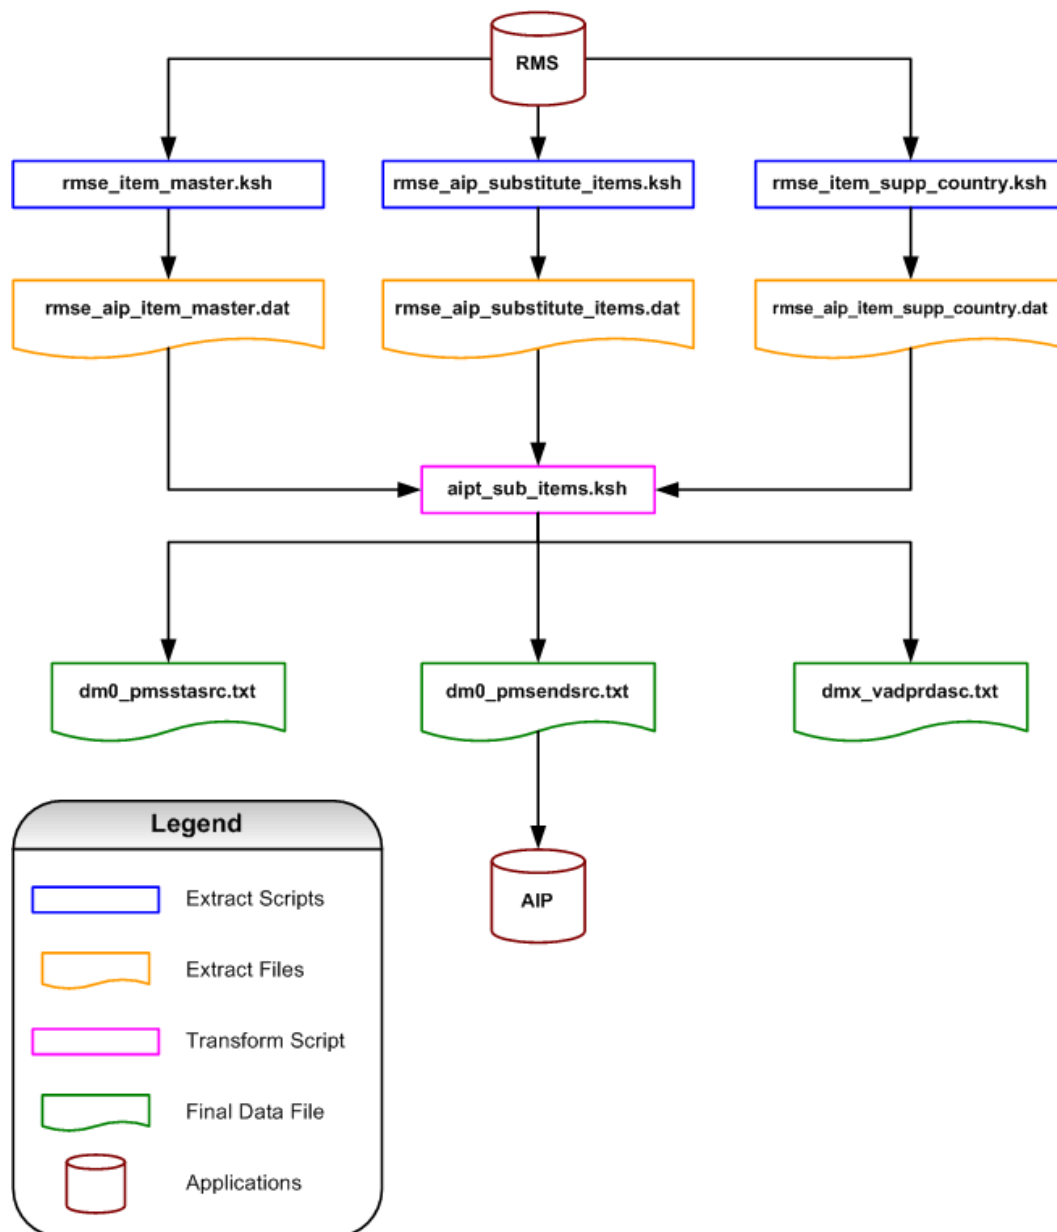 RMS
rmse_item_master.ksh
rmse_aip_substitute_items.ksh
rmse_item_supp_country.ksh
rmse_aip_item_master.dat
rmse_aip_substitute_items.dat
rmse_aip_item_supp_country.dat
aipt_sub_items.ksh
dm0_pmsstasrc.txt
dm0_pmsendsrc.txt
dmx_vadprdasc.txt
AIP
Legend
Extract Scripts
Extract Files
Transform Script
Final Data File
Applications